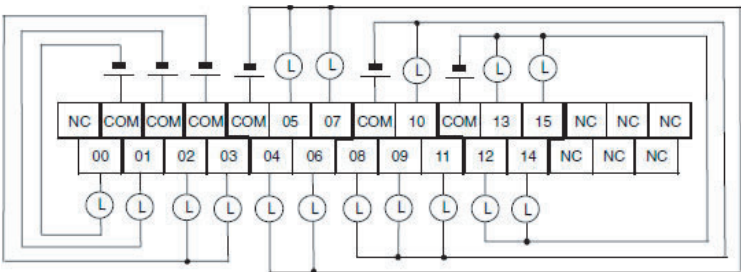 L L L L L
NC COM COM COM COM 05 07 COM 10 COM 13 15 NC NC NC
00 01 02 03 04 06 08 09 11 12 14 NC NC NC
L L L L L L L L L L L